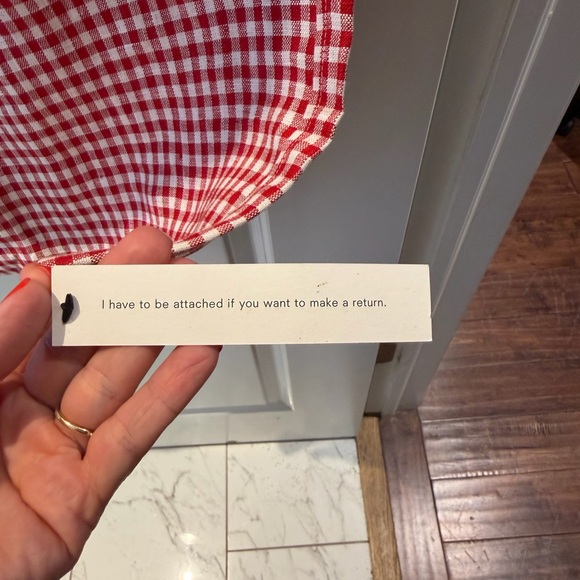 I have to be attached if you want to make a return.